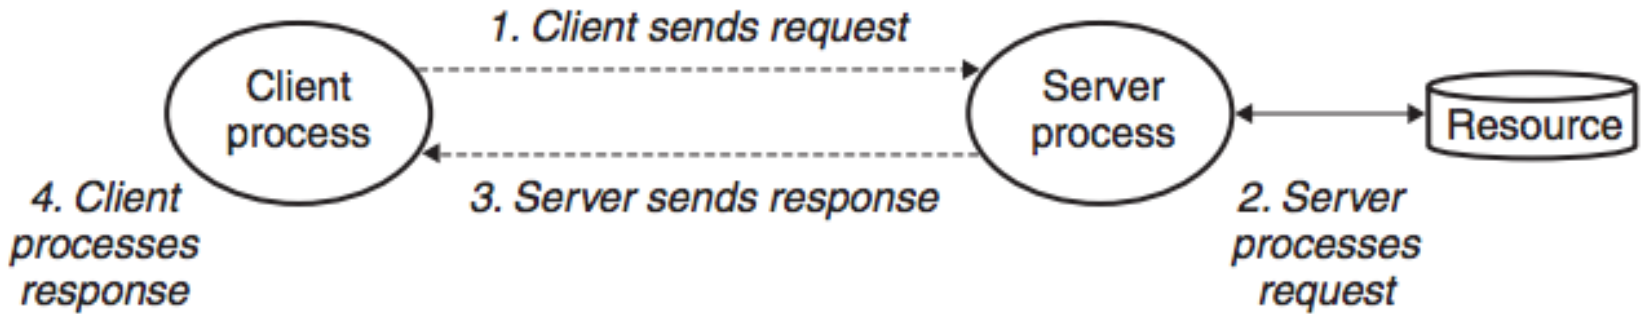 1. Client sends request
Client
process
Server
process
Resource
3. Server sends response
4. Client
processes
response
2. Server
processes
request